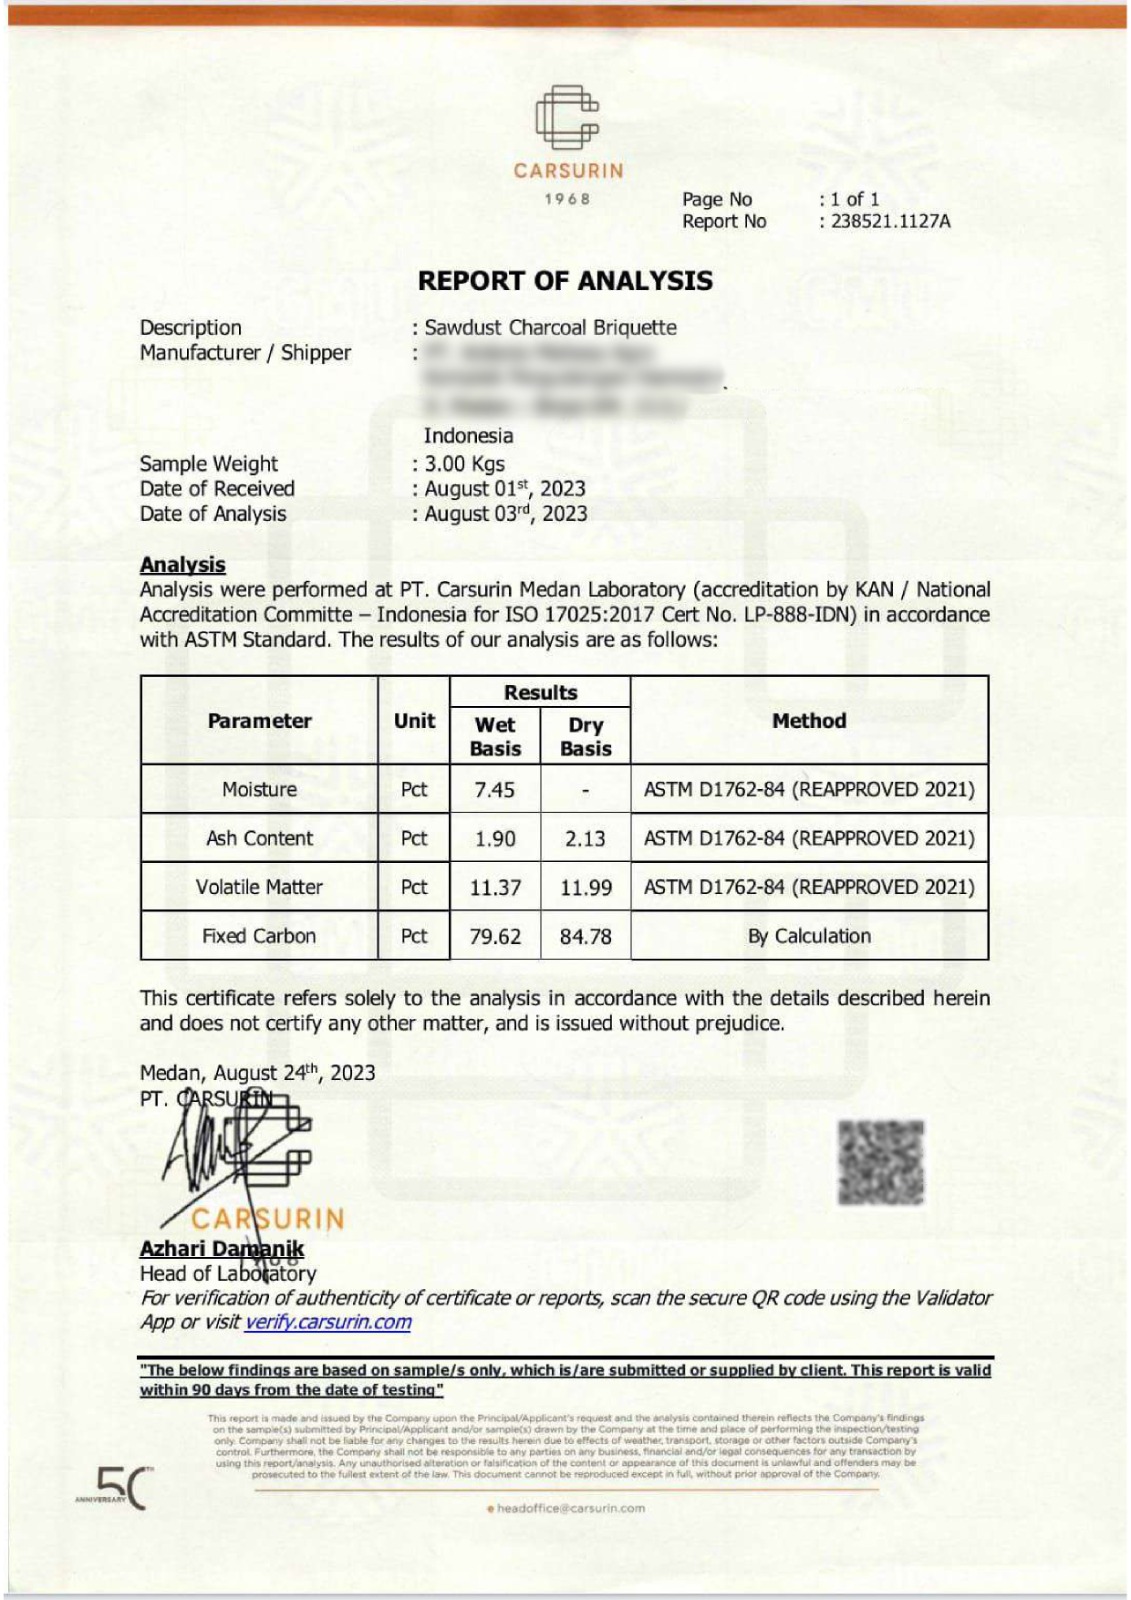 CARSURIN
1968
Page No : 1 of 1
Report No : 238521.1127A
REPORT OF ANALYSIS
Description : Sawdust Charcoal Briquette
Manufacturer / Shipper :
Indonesia
Sample Weight : 3.00 Kgs
Date of Received : August 01st, 2023
Date of Analysis : August 03rd, 2023
Analysis
Analysis were performed at PT. Carsurin Medan Laboratory (accreditation by KAN / National
Accreditation Committe – Indonesia for ISO 17025:2017 Cert No. LP-888-IDN) in accordance
with ASTM Standard. The results of our analysis are as follows:
Parameter Unit Results Method
Wet Basis Dry Basis
Moisture Pct 7.45 - ASTM D1762-84 (REAPPROVED 2021)
Ash Content Pct 1.90 2.13 ASTM D1762-84 (REAPPROVED 2021)
Volatile Matter Pct 11.37 11.99 ASTM D1762-84 (REAPPROVED 2021)
Fixed Carbon Pct 79.62 84.78 By Calculation
This certificate refers solely to the analysis in accordance with the details described herein
and does not certify any other matter, and is issued without prejudice.
Medan, August 24th, 2023
PT. CARSURIN
CARSURIN
1968
Azhari Damanik
Head of Laboratory
For verification of authenticity of certificate or reports, scan the secure QR code using the Validator
App or visit verify.carsurin.com
"The below findings are based on sample/s only, which is/are submitted or supplied by client. This report is valid
within 90 days from the date of testing"
This report is made and issued by the Company upon the Principal/Applicant's request and the analysis contained therein reflects the Company's findings
on the sample(s) submitted by Principal/Applicant and/or sample(s) drawn by the Company at the time and place of performing the inspection/testing
only. Company shall not be liable for any changes to the results herein due to effects of weather, transport, storage or other factors outside Company's
control. Furthermore, the Company shall not be responsible to any parties on any business, financial and/or legal consequences for any transaction by
using this report/analysis. Any unauthorised alteration or falsification of the content or appearance of this document is unlawful and offenders may be
prosecuted to the fullest extent of the law. This document cannot be reproduced except in full, without prior approval of the Company.
50
ANNIVERSARY
e headoffice@carsurin.com